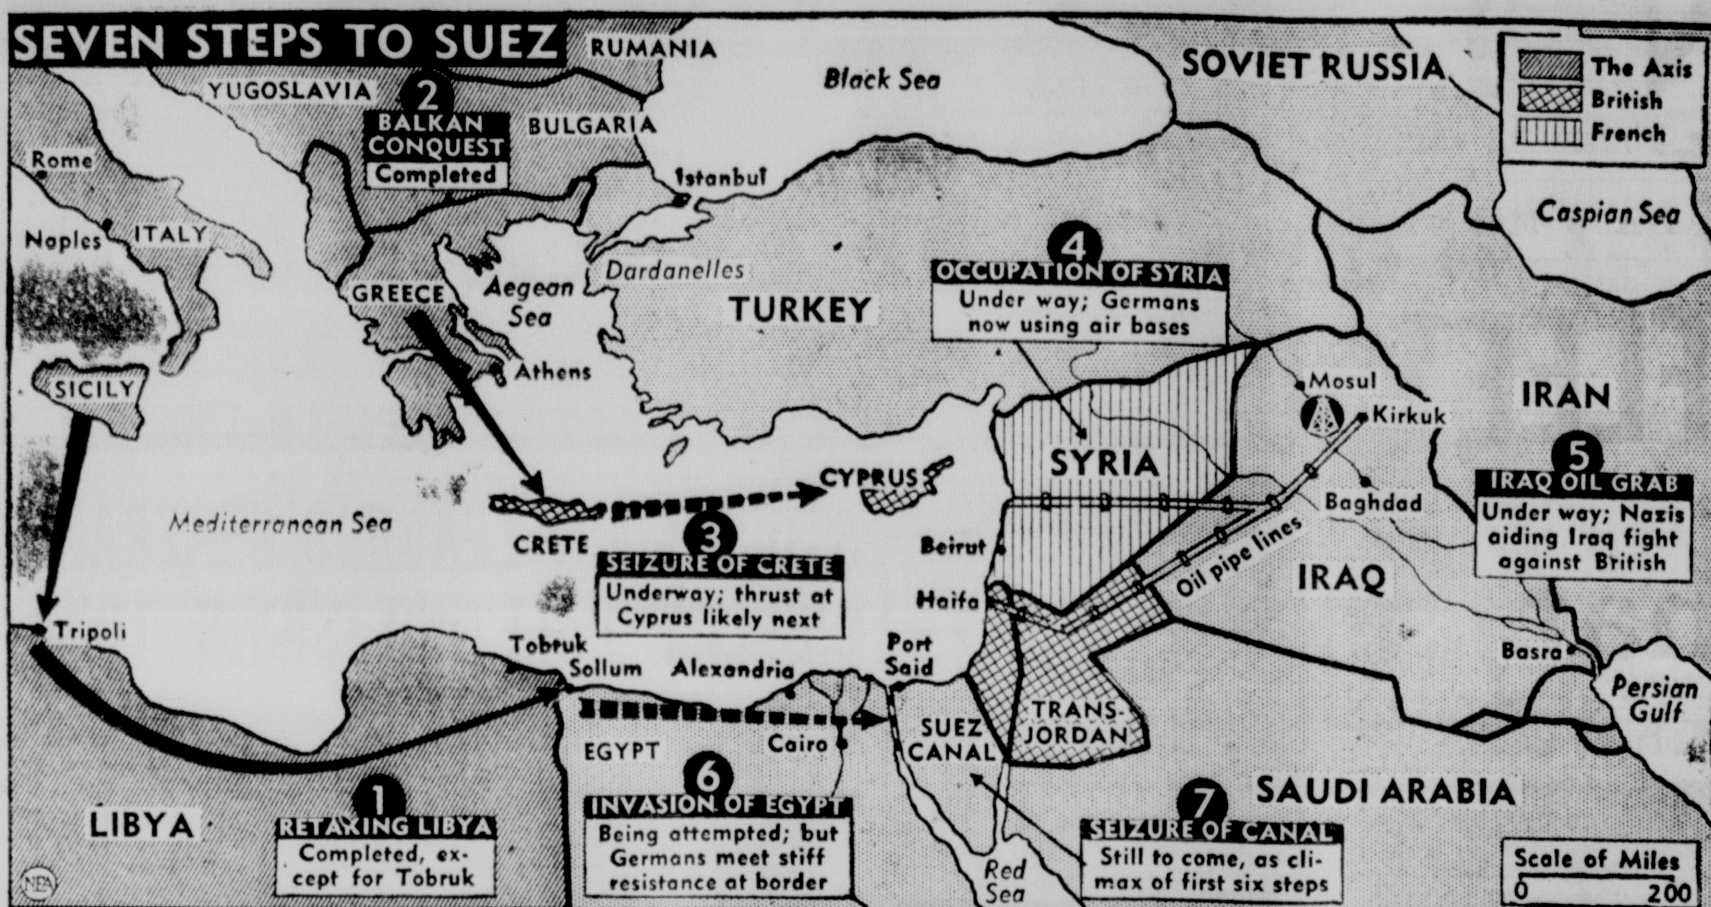 SEVEN STEPS TO SUEZ
RUMANIA
Black Sea
SOVIET RUSSIA
The Axis
British
French
YUGOSLAVIA
2
BALKAN
CONQUEST
Completed
BULGARIA
Rome
Istanbul
Caspian Sea
Naples
ITALY
GREECE
Aegean
Sea
Dardanelles
TURKEY
4
OCCUPATION OF SYRIA
Under way; Germans
now using air bases
SICILY
Athens
Mosul
Kirkuk
IRAN
5
IRAQ OIL GRAB
Under way; Nazis
aiding Iraq fight
against British
SYRIA
CYPRUS
Baghdad
Mediterranean Sea
CRETE
3
SEIZURE OF CRETE
Underway; thrust at
Cyprus likely next
Beirut
Haifa
Oil pipe lines
IRAQ
Tripoli
Tobruk
Sollum
Alexandria
Port
Said
Basra
Persian
Gulf
SUEZ
CANAL
TRANS-
JORDAN
EGYPT
Cairo
LIBYA
1
RETAKING LIBYA
Completed, ex-
cept for Tobruk
6
INVASION OF EGYPT
Being attempted; but
Germans meet stiff
resistance at border
7
SEIZURE OF CANAL
Still to come, as cli-
max of first six steps
SAUDI ARABIA
Red
Sea
Scale of Miles
0 200
NEA